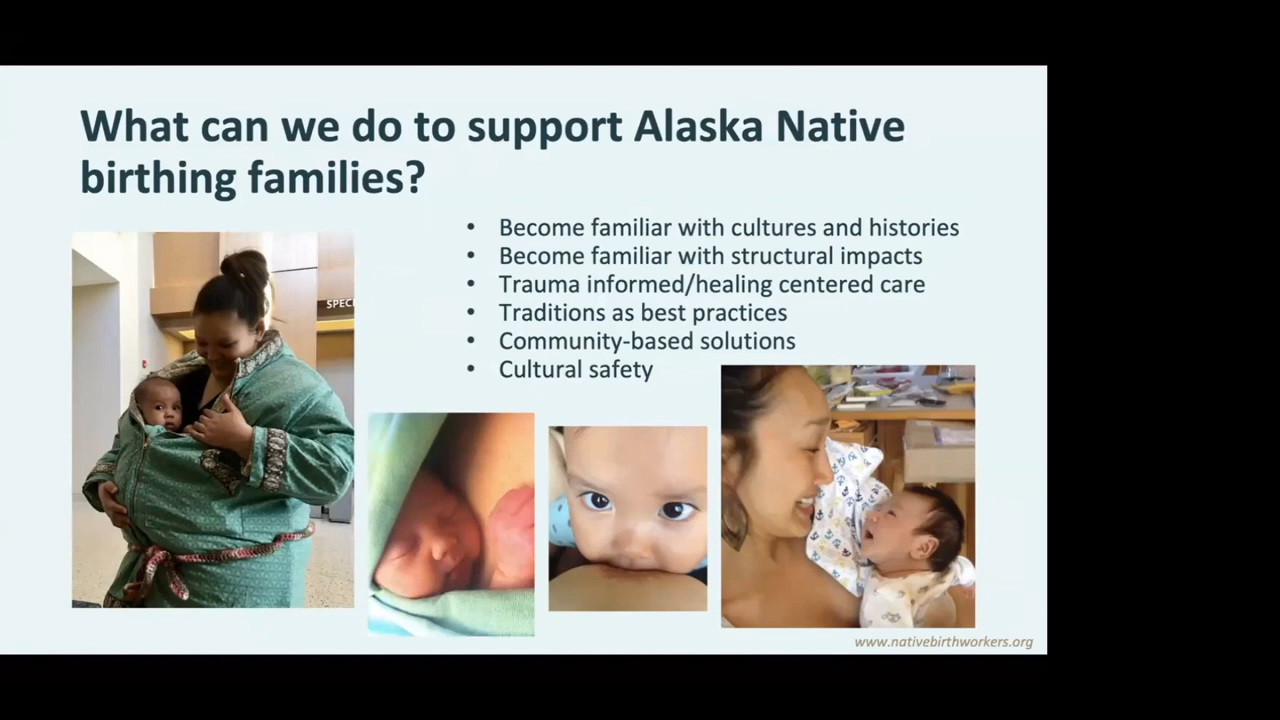 What can we do to support Alaska Native
birthing families?
• Become familiar with cultures and histories
• Become familiar with structural impacts
• Trauma informed/healing centered care
• Traditions as best practices
• Community-based solutions
• Cultural safety
SPECI
www.nativebirthworkers.org